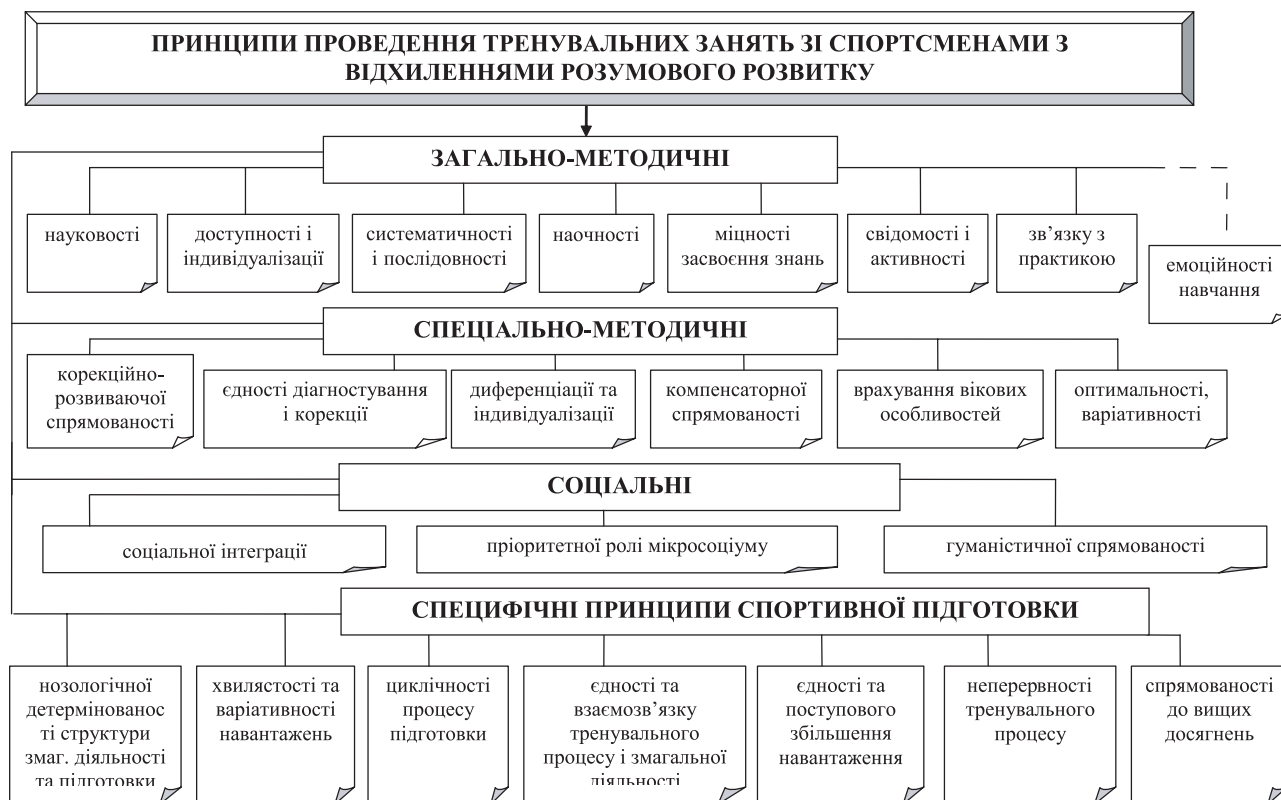 ПРИНЦИПИ ПРОВЕДЕННЯ ТРЕНУВАЛЬНИХ ЗАНЯТЬ ЗІ СПОРТСМЕНАМИ З
ВІДХИЛЕННЯМИ РОЗУМОВОГО РОЗВИТКУ
ЗАГАЛЬНО-МЕТОДИЧНІ
науковості
доступності і
індивідуалізації
систематичності
і послідовності
наочності
міцності
засвоєння знань
свідомості і
активності
зв’язку з
практикою
емоційності
навчання
СПЕЦІАЛЬНО-МЕТОДИЧНІ
корекційно-
розвиваючої
спрямованості
єдності діагностування
і корекції
диференціації та
індивідуалізації
компенсаторної
спрямованості
врахування вікових
особливостей
оптимальності,
варіативності
СОЦІАЛЬНІ
соціальної інтеграції
пріоритетної ролі мікросоціуму
гуманістичної спрямованості
СПЕЦИФІЧНІ ПРИНЦИПИ СПОРТИВНОЇ ПІДГОТОВКИ
нозологічної
детермінованос
ті структури
змаг. діяльності
та підготовки
хвилястості та
варіативності
навантажень
циклічності
процесу
підготовки
єдності та
взаємозв’язку
тренувального
процесу і змагальної
діяльності
єдності та
поступового
збільшення
навантаження
неперервності
тренувального
процесу
спрямованості
до вищих
досягнень